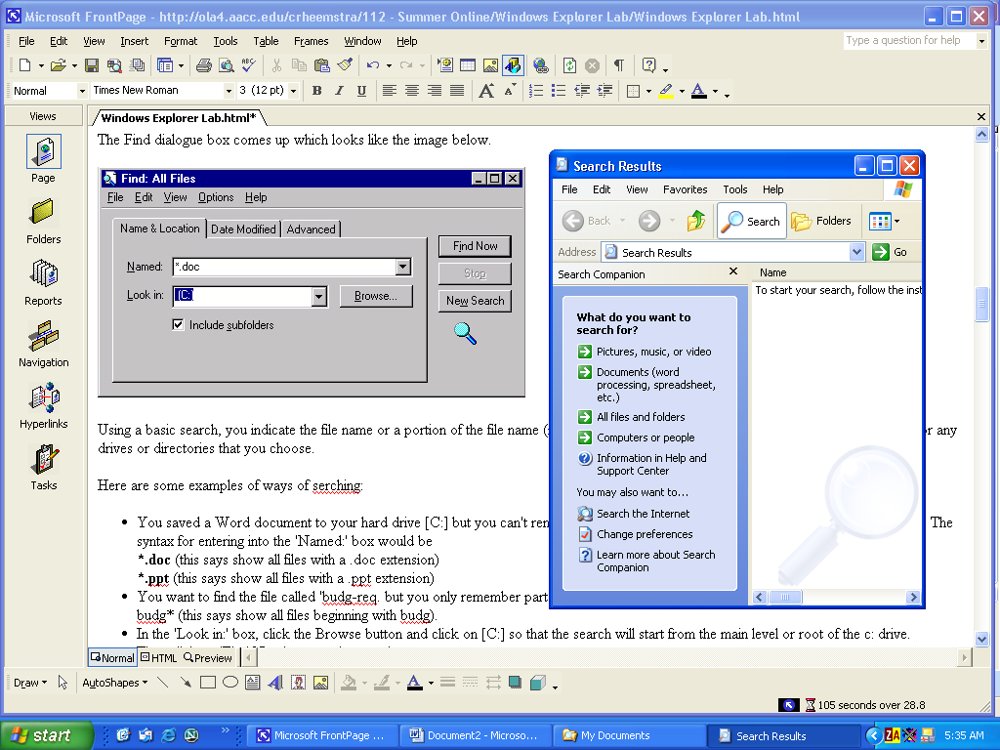 Microsoft FrontPage - http://ola4.aacc.edu/crheemstra/112 - Summer Online/Windows Explorer Lab/Windows Explorer Lab.html
File Edit View Insert Format Tools Table Frames Window Help
Type a question for help
Normal Times New Roman 3 (12 pt) B I U A A A
Views
Windows Explorer Lab.html*
Page
Folders
Reports
Navigation
Hyperlinks
Tasks
The Find dialogue box comes up which looks like the image below.
Find: All Files
File Edit View Options Help
Name & Location Date Modified Advanced
Named: *.doc
Look in: [C:] Browse...
Include subfolders
Find Now
Stop
New Search
Using a basic search, you indicate the file name or a portion of the file name (
or any
drives or directories that you choose.
Here are some examples of ways of serching:
• You saved a Word document to your hard drive [C:] but you can't rem
The
syntax for entering into the 'Named:' box would be
*.doc (this says show all files with a .doc extension)
*.ppt (this says show all files with a .ppt extension)
• You want to find the file called 'budg-req. but you only remember part
budg* (this says show all files beginning with budg).
• In the 'Look in:' box, click the Browse button and click on [C:] so that the search will start from the main level or root of the c: drive.
Search Results
File Edit View Favorites Tools Help
Back Search Folders
Address Search Results Go
Search Companion
Name
To start your search, follow the inst
What do you want to
search for?
Pictures, music, or video
Documents (word
processing, spreadsheet,
etc.)
All files and folders
Computers or people
Information in Help and
Support Center
You may also want to...
Search the Internet
Change preferences
Learn more about Search
Companion
Normal HTML Preview
Draw AutoShapes A
105 seconds over 28.8
start
Microsoft FrontPage ...
Document2 - Microso...
My Documents
Search Results
ZA
5:35 AM